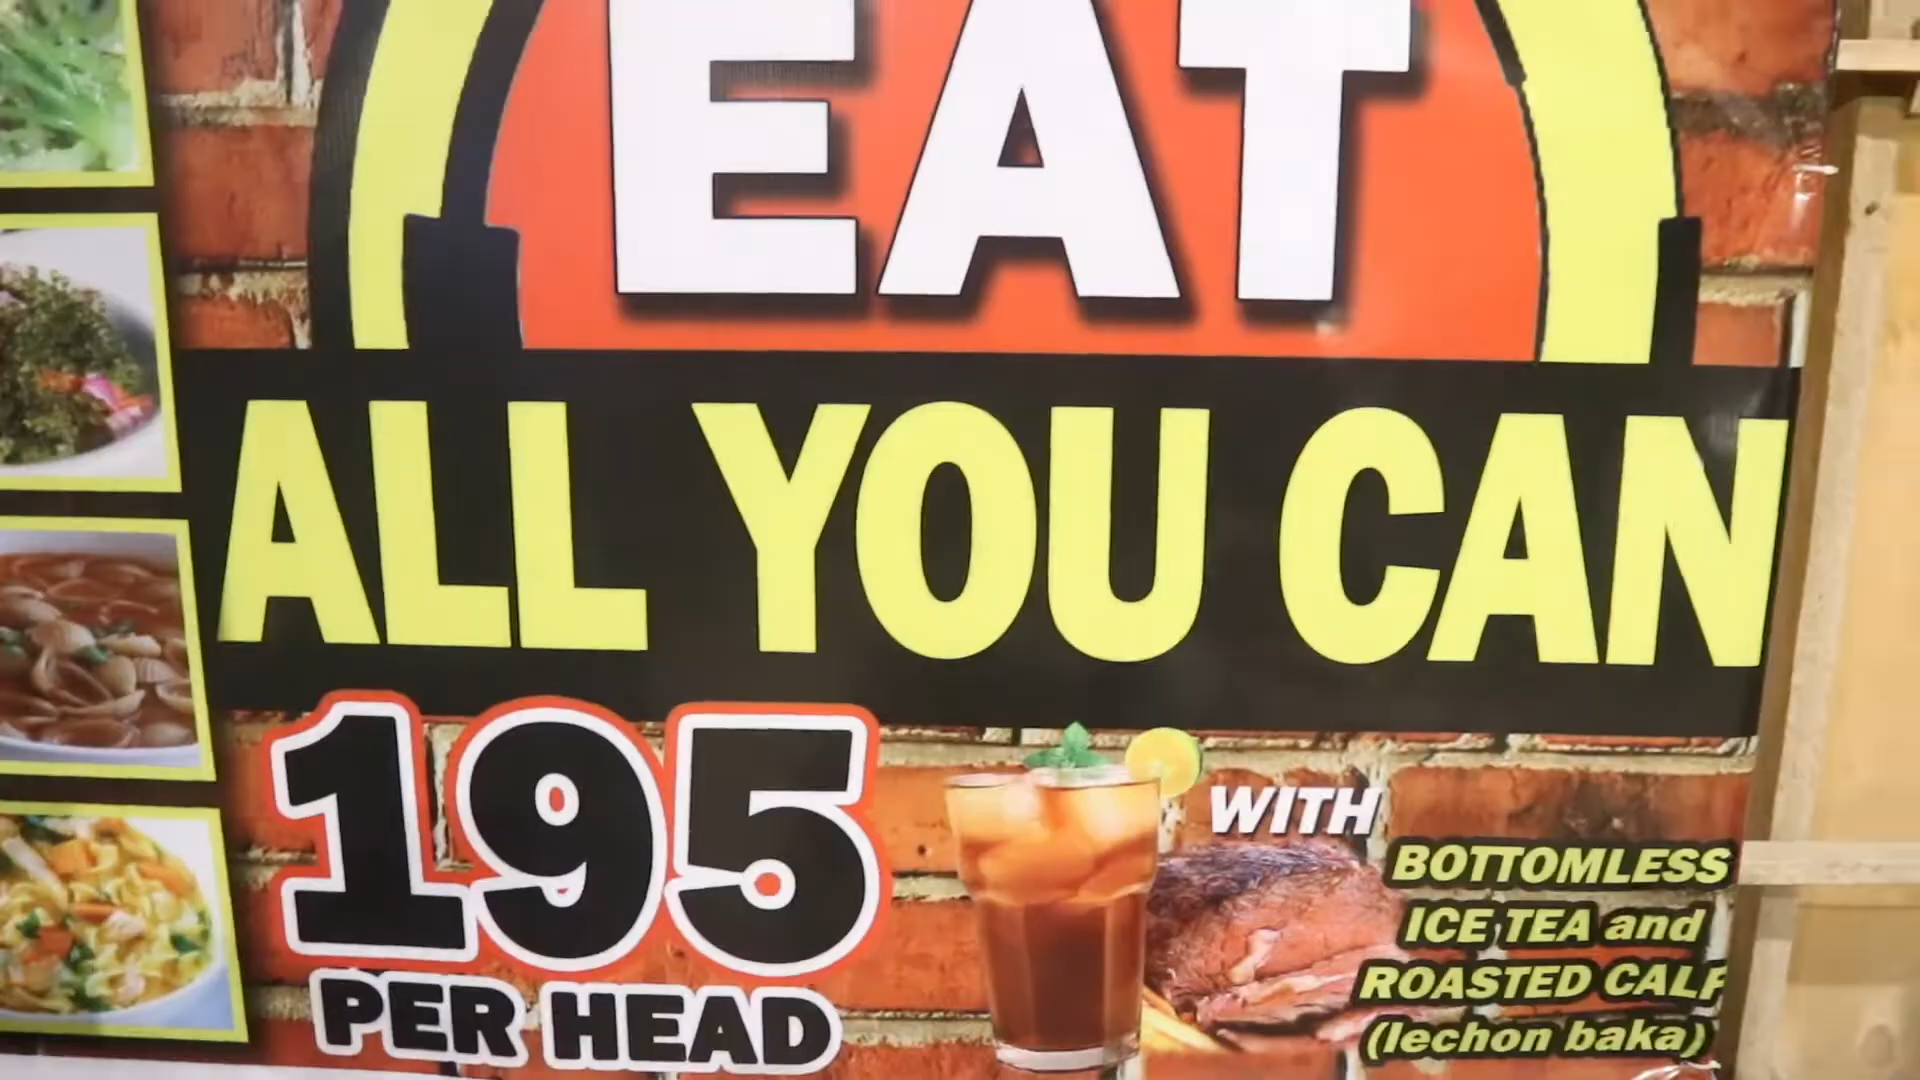 EAT
ALL YOU CAN
195
PER HEAD
WITH
BOTTOMLESS
ICE TEA and
ROASTED CALF
(lechon baka)